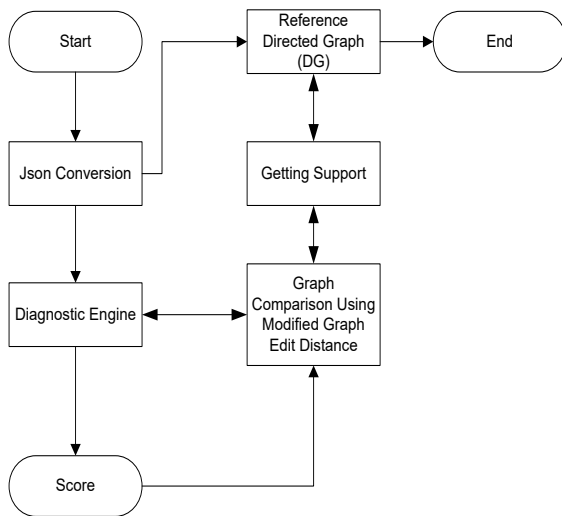 Start
Reference
Directed Graph
(DG)
End
Json Conversion
Getting Support
Diagnostic Engine
Graph
Comparison Using
Modified Graph
Edit Distance
Score